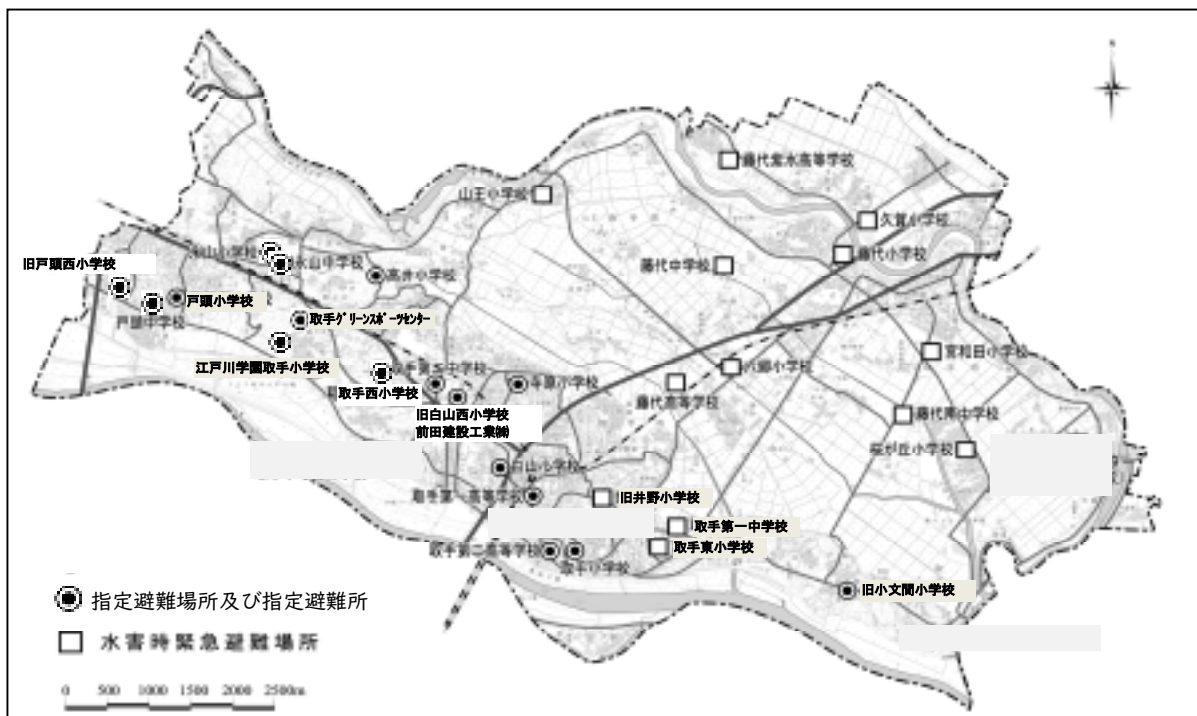 藤代紫水高等学校
山王小学校
久賀小学校
藤代小学校
藤代中学校
永山中学校
高井小学校
旧戸頭西小学校
戸頭小学校
戸頭中学校
取手グリーンスポーツセンター
江戸川学園取手小学校
取手西小学校
宮和田小学校
六郷小学校
藤代高等学校
藤代南中学校
桜が丘小学校
旧白山西小学校
前田建設工業㈱
白山小学校
旧井野小学校
取手第一中学校
取手東小学校
取手第二高等学校
取手小学校
旧小文間小学校
指定避難場所及び指定避難所
水害時緊急避難場所
0 500 1000 1500 2000 2500m